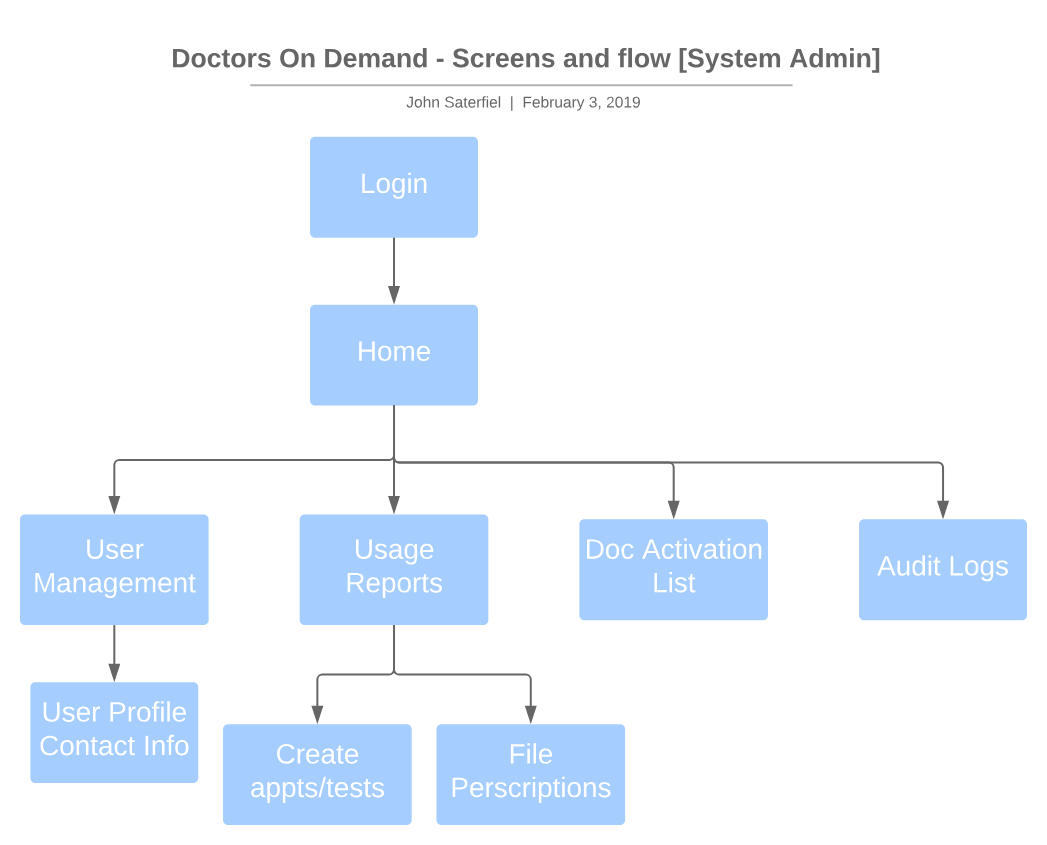 Doctors On Demand - Screens and flow [System Admin]
John Saterfiel | February 3, 2019
Login
Home
User
Management
Usage
Reports
Doc Activation
List
Audit Logs
User Profile
Contact Info
Create
appts/tests
File
Perscriptions